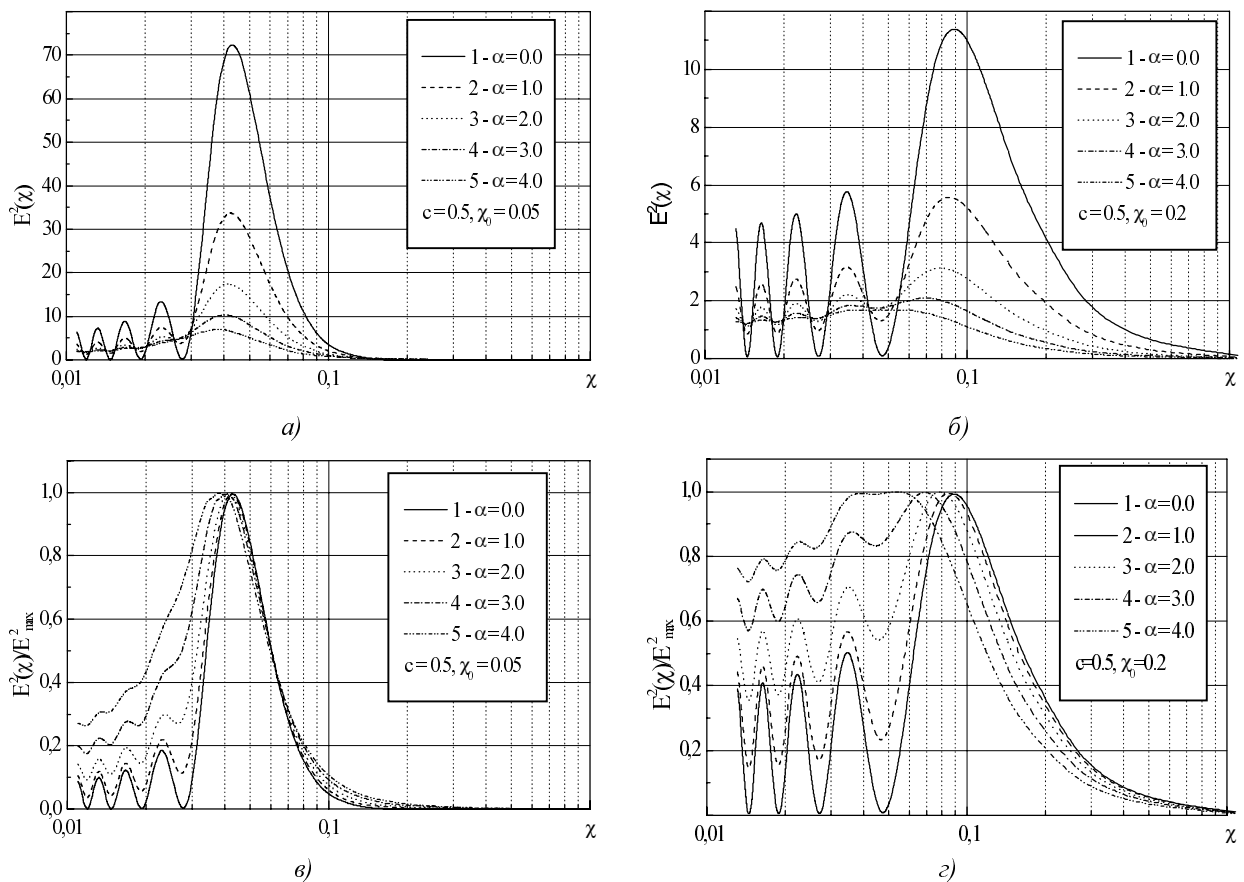 70
60
50
40
30
20
10
0
E²(χ)
1 - α=0.0
2 - α=1.0
3 - α=2.0
4 - α=3.0
5 - α=4.0
c=0.5, χ₀=0.05
0,01
0,1
χ
а)
12
10
8
6
4
2
0
E²(χ)
1 - α=0.0
2 - α=1.0
3 - α=2.0
4 - α=3.0
5 - α=4.0
c=0.5, χ₀=0.2
0,01
0,1
χ
б)
1,0
0,8
0,6
0,4
0,2
0,0
E²(χ)/E²max
1 - α=0.0
2 - α=1.0
3 - α=2.0
4 - α=3.0
5 - α=4.0
c=0.5, χ₀=0.05
0,01
0,1
χ
в)
1,0
0,8
0,6
0,4
0,2
E²(χ)/E²max
1 - α=0.0
2 - α=1.0
3 - α=2.0
4 - α=3.0
5 - α=4.0
c=0.5, χ₀=0.2
0,01
0,1
χ
г)